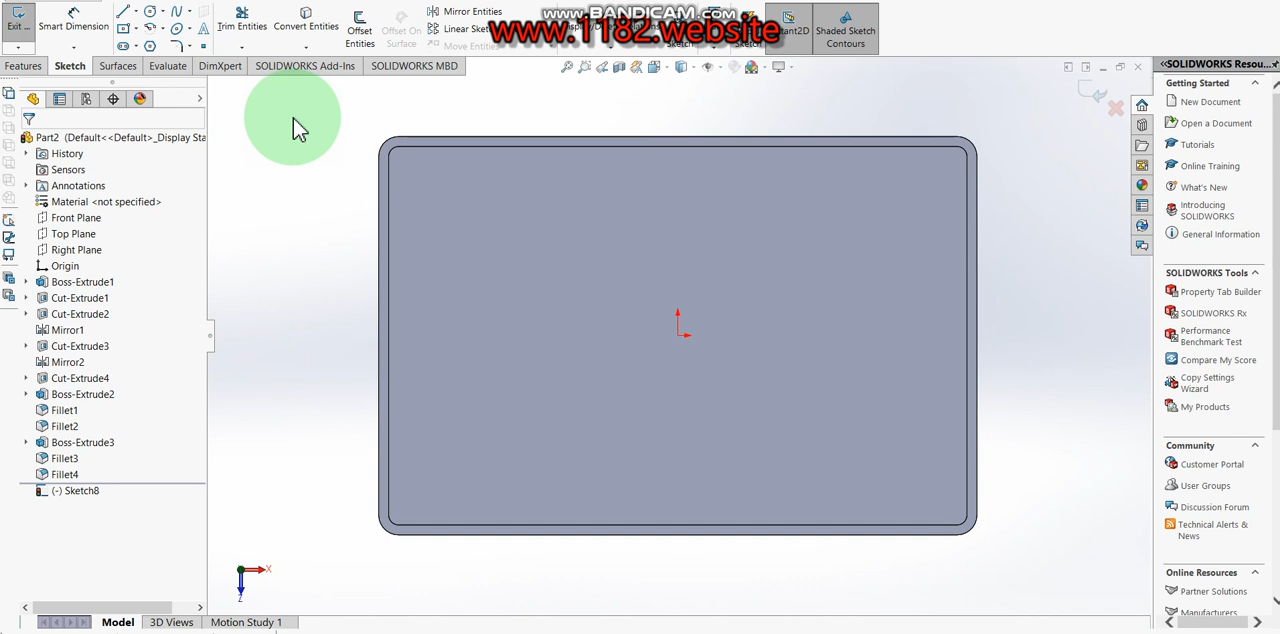 www.BANDICAM.com
www.1182.website
Exit ...
Smart Dimension
Trim Entities
Convert Entities
Offset
Entities
Offset On
Surface
Mirror Entities
Linear Sketc
Move Entities
Sketch
Sketch
Instant2D
Shaded Sketch
Contours
Features
Sketch
Surfaces
Evaluate
DimXpert
SOLIDWORKS Add-Ins
SOLIDWORKS MBD
Part2 (Default<<Default>_Display Sta
History
Sensors
Annotations
Material <not specified>
Front Plane
Top Plane
Right Plane
Origin
Boss-Extrude1
Cut-Extrude1
Cut-Extrude2
Mirror1
Cut-Extrude3
Mirror2
Cut-Extrude4
Boss-Extrude2
Fillet1
Fillet2
Boss-Extrude3
Fillet3
Fillet4
(-) Sketch8
X
Z
Model
3D Views
Motion Study 1
SOLIDWORKS Resou...
Getting Started
New Document
Open a Document
Tutorials
Online Training
What's New
Introducing
SOLIDWORKS
General Information
SOLIDWORKS Tools
Property Tab Builder
SOLIDWORKS Rx
Performance
Benchmark Test
Compare My Score
Copy Settings
Wizard
My Products
Community
Customer Portal
User Groups
Discussion Forum
Technical Alerts &
News
Online Resources
Partner Solutions
Manufacturers